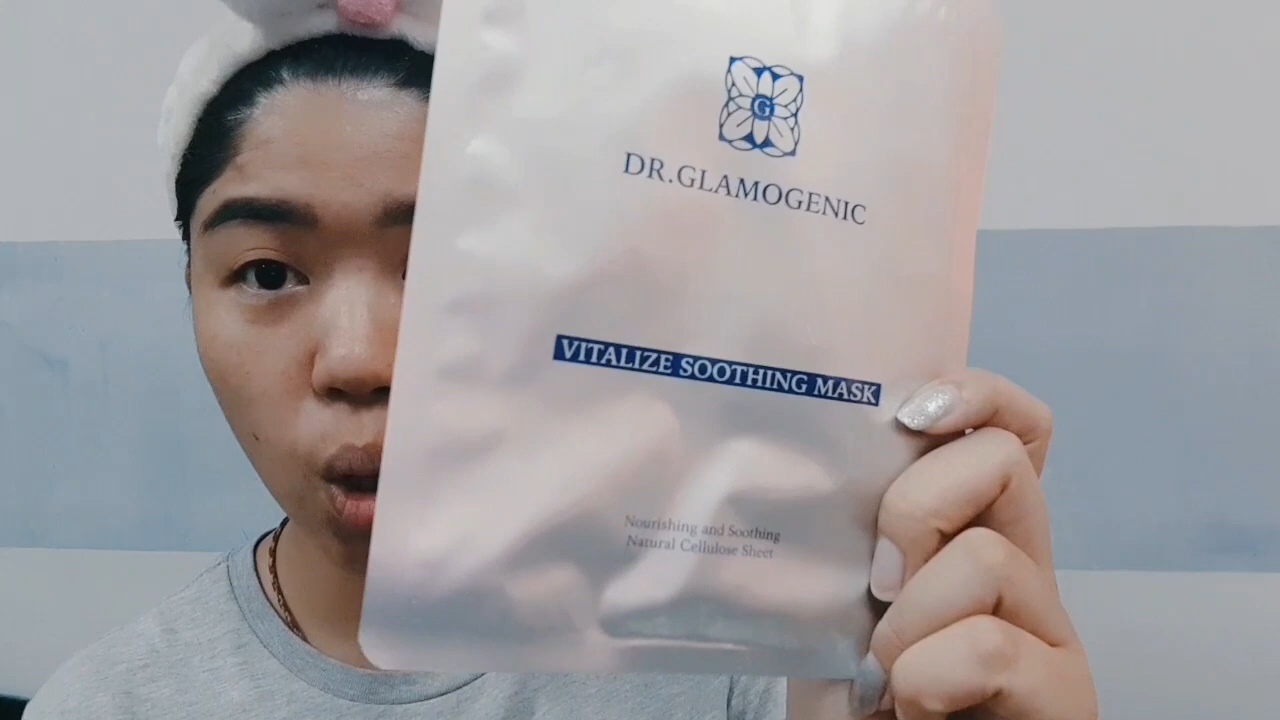 G
DR.GLAMOGENIC
VITALIZE SOOTHING MASK
Nourishing and Soothing
Natural Cellulose Sheet